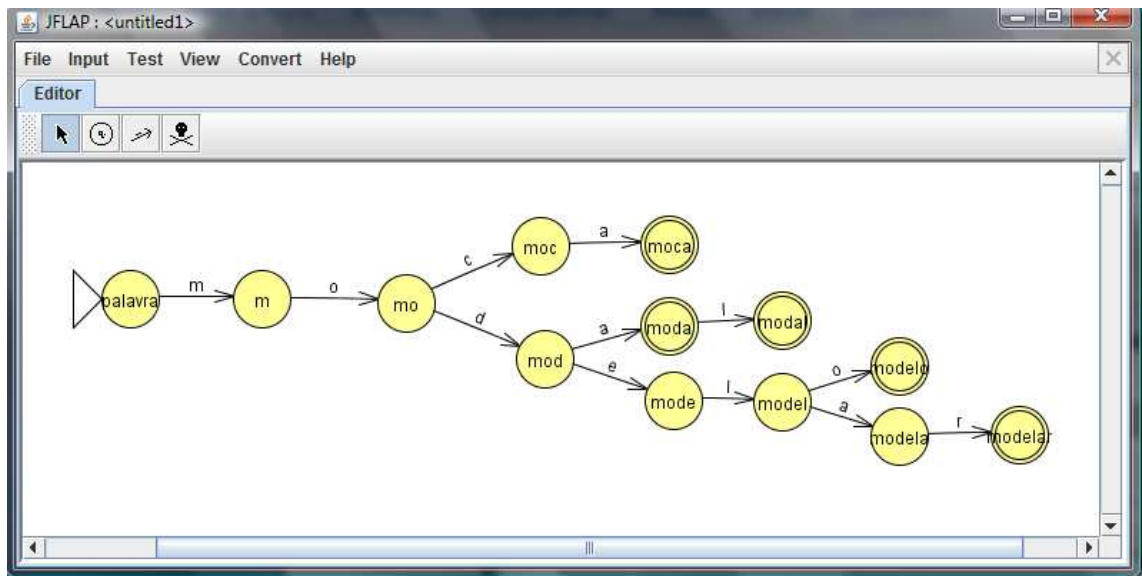 JFLAP : <untitled1>
File Input Test View Convert Help
Editor
palavra
m
m
o
mo
c
moc
a
moca
d
mod
a
moda
l
modal
e
mode
l
model
o
modelo
a
modela
r
modelar